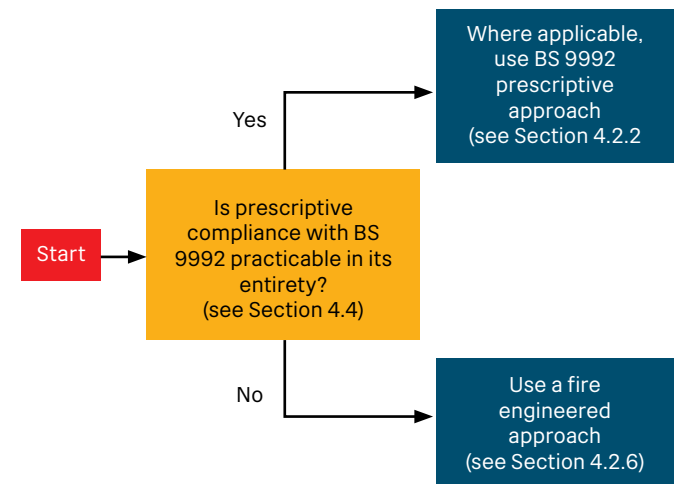 Start
Is prescriptive
compliance with BS
9992 practicable in its
entirety?
(see Section 4.4)
Yes
Where applicable,
use BS 9992
prescriptive
approach
(see Section 4.2.2
No
Use a fire
engineered
approach
(see Section 4.2.6)